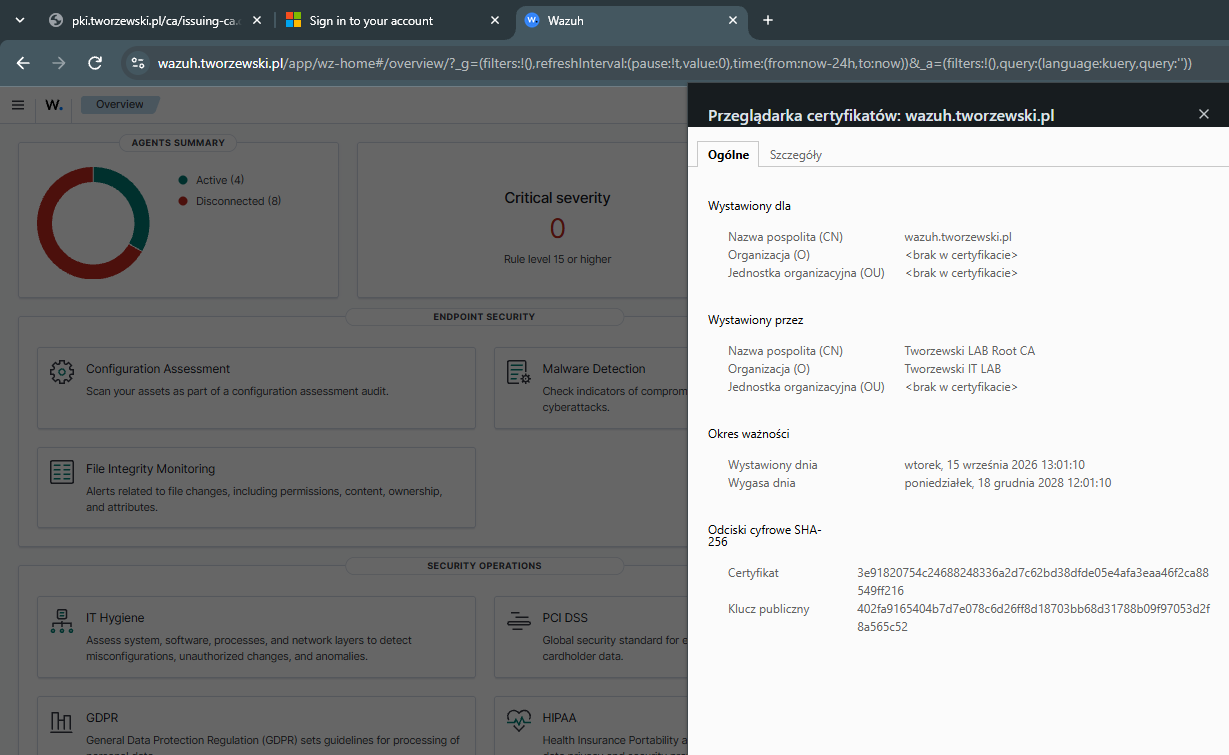 pki.tworzewski.pl/ca/issuing-ca.
Sign in to your account
Wazuh
wazuh.tworzewski.pl/app/wz-home#/overview/?_g=(filters:!(),refreshInterval:(pause:!t,value:0),time:(from:now-24h,to:now))&_a=(filters:!(),query:(language:kuery,query:''))
W.
Overview
AGENTS SUMMARY
Active (4)
Disconnected (8)
Critical severity
0
Rule level 15 or higher
ENDPOINT SECURITY
Configuration Assessment
Scan your assets as part of a configuration assessment audit.
Malware Detection
Check indicators of compromi
cyberattacks.
File Integrity Monitoring
Alerts related to file changes, including permissions, content, ownership,
and attributes.
SECURITY OPERATIONS
IT Hygiene
Assess system, software, processes, and network layers to detect
misconfigurations, unauthorized changes, and anomalies.
PCI DSS
Global security standard for e
cardholder data.
GDPR
General Data Protection Regulation (GDPR) sets guidelines for processing of
personal data.
HIPAA
Health Insurance Portability a
Przeglądarka certyfikatów: wazuh.tworzewski.pl
Ogólne
Szczegóły
Wystawiony dla
Nazwa pospolita (CN) wazuh.tworzewski.pl
Organizacja (O) <brak w certyfikacie>
Jednostka organizacyjna (OU) <brak w certyfikacie>
Wystawiony przez
Nazwa pospolita (CN) Tworzewski LAB Root CA
Organizacja (O) Tworzewski IT LAB
Jednostka organizacyjna (OU) <brak w certyfikacie>
Okres ważności
Wystawiony dnia wtorek, 15 września 2026 13:01:10
Wygasa dnia poniedziałek, 18 grudnia 2028 12:01:10
Odciski cyfrowe SHA-
256
Certyfikat 3e91820754c24688248336a2d7c62bd38dfde05e4afa3eaa46f2ca88
549ff216
Klucz publiczny 402fa9165404b7d7e078c6d26ff8d18703bb68d31788b09f97053d2f
8a565c52